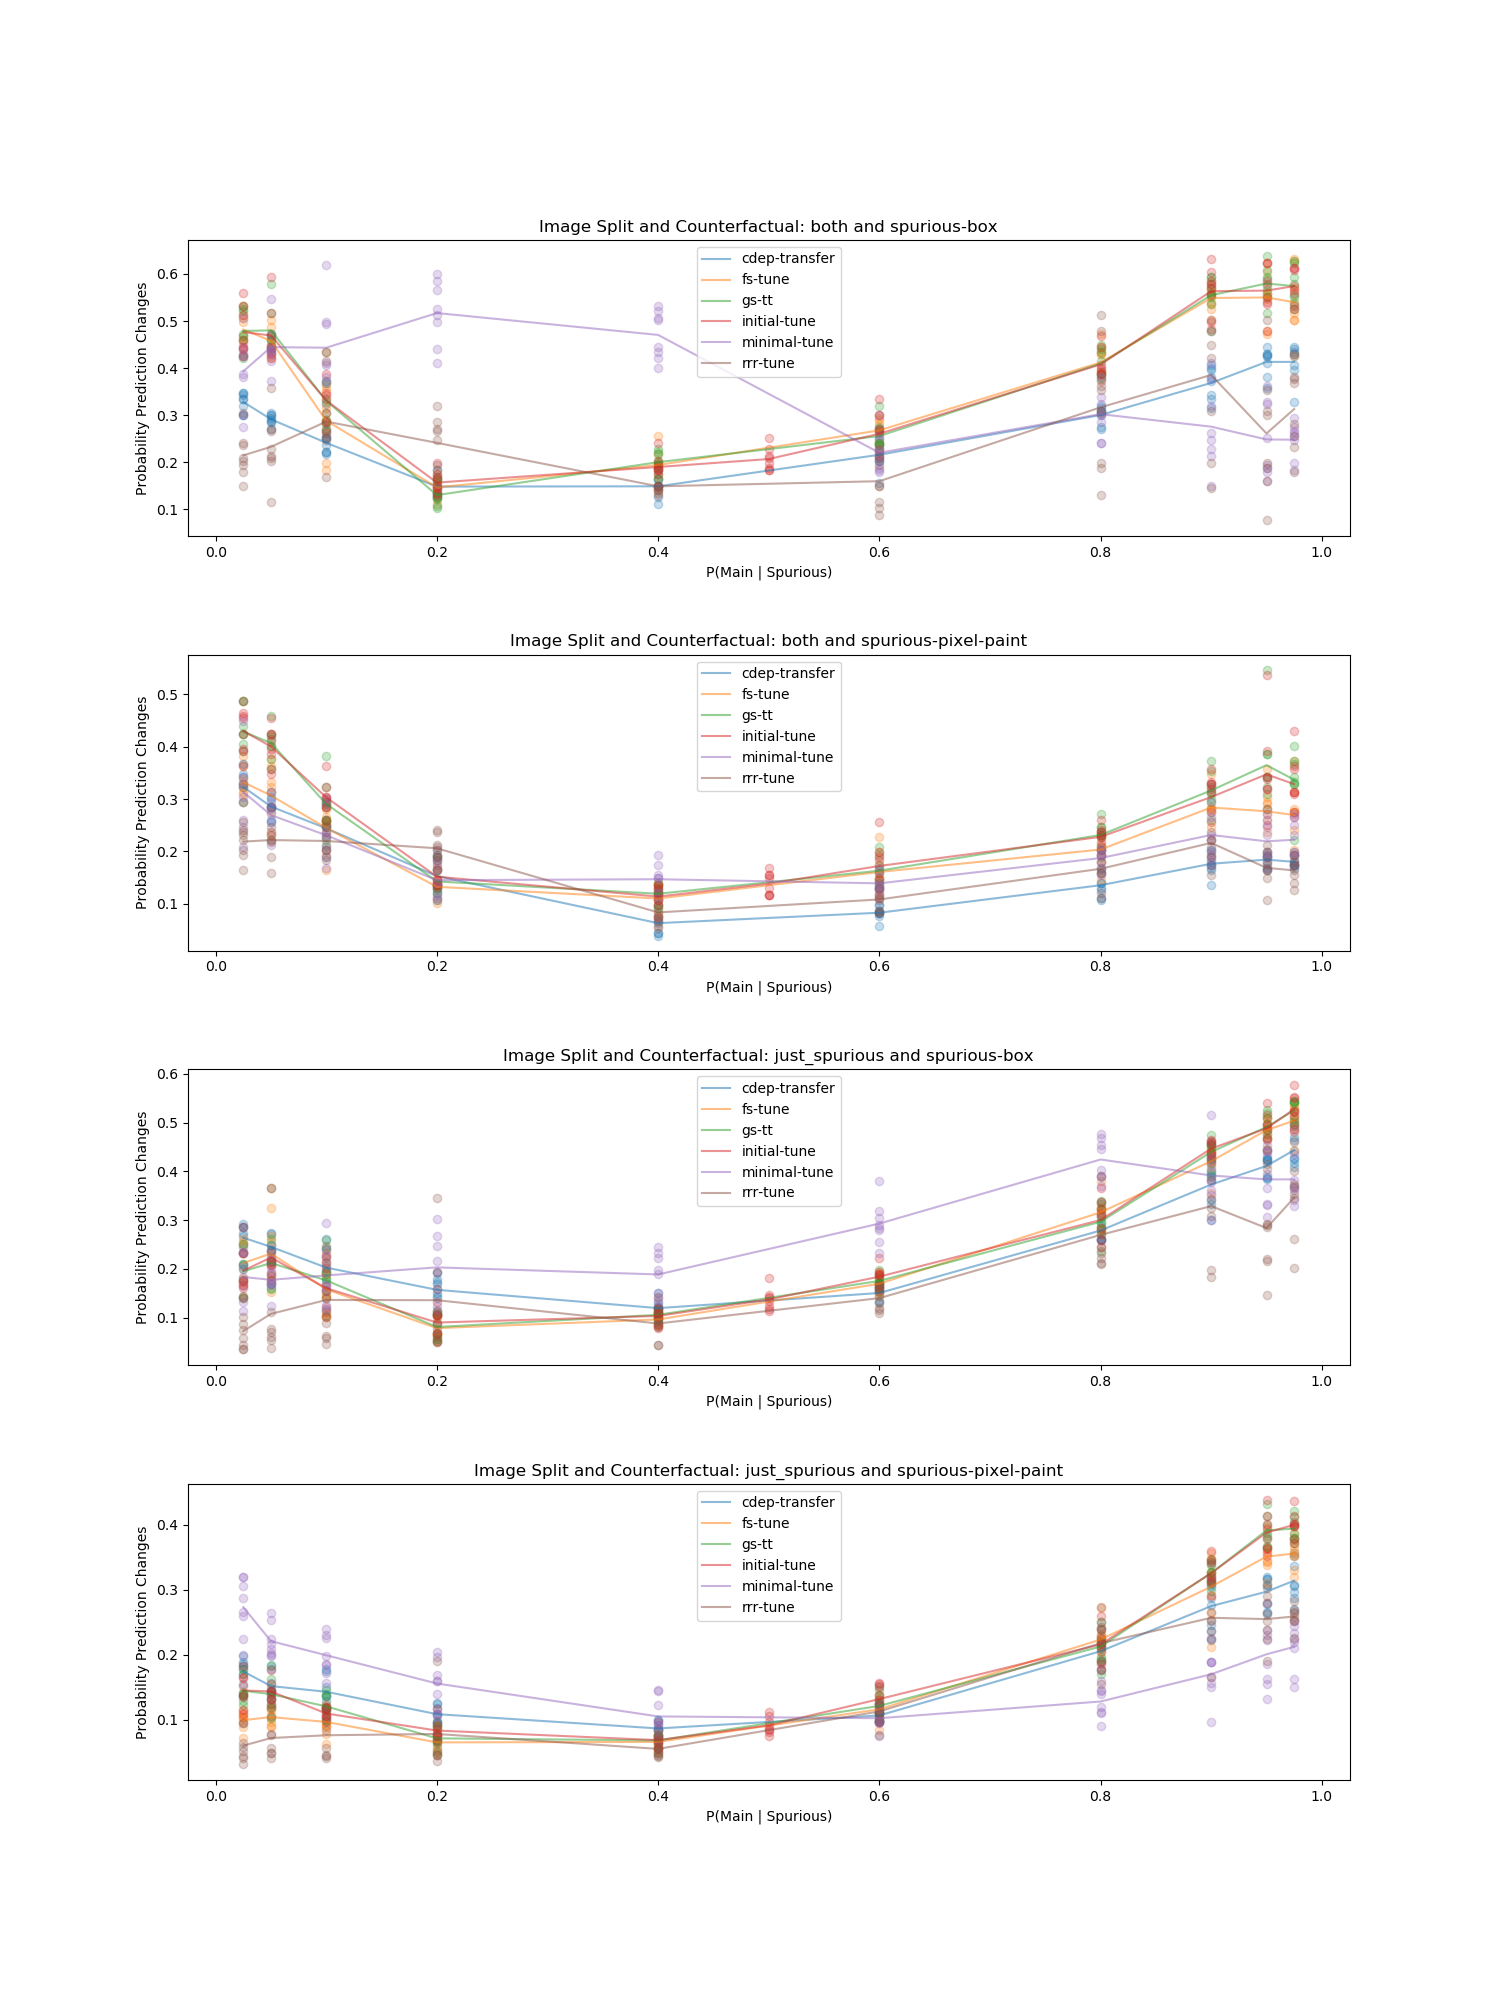 Image Split and Counterfactual: both and spurious-box
cdep-transfer
fs-tune
gs-tt
initial-tune
minimal-tune
rrr-tune
Probability Prediction Changes
0.6
0.5
0.4
0.3
0.2
0.1
0.0 0.2 0.4 0.6 0.8 1.0
P(Main | Spurious)
Image Split and Counterfactual: both and spurious-pixel-paint
cdep-transfer
fs-tune
gs-tt
initial-tune
minimal-tune
rrr-tune
Probability Prediction Changes
0.5
0.4
0.3
0.2
0.1
0.0 0.2 0.4 0.6 0.8 1.0
P(Main | Spurious)
Image Split and Counterfactual: just_spurious and spurious-box
cdep-transfer
fs-tune
gs-tt
initial-tune
minimal-tune
rrr-tune
Probability Prediction Changes
0.6
0.5
0.4
0.3
0.2
0.1
0.0 0.2 0.4 0.6 0.8 1.0
P(Main | Spurious)
Image Split and Counterfactual: just_spurious and spurious-pixel-paint
cdep-transfer
fs-tune
gs-tt
initial-tune
minimal-tune
rrr-tune
Probability Prediction Changes
0.4
0.3
0.2
0.1
0.0 0.2 0.4 0.6 0.8 1.0
P(Main | Spurious)